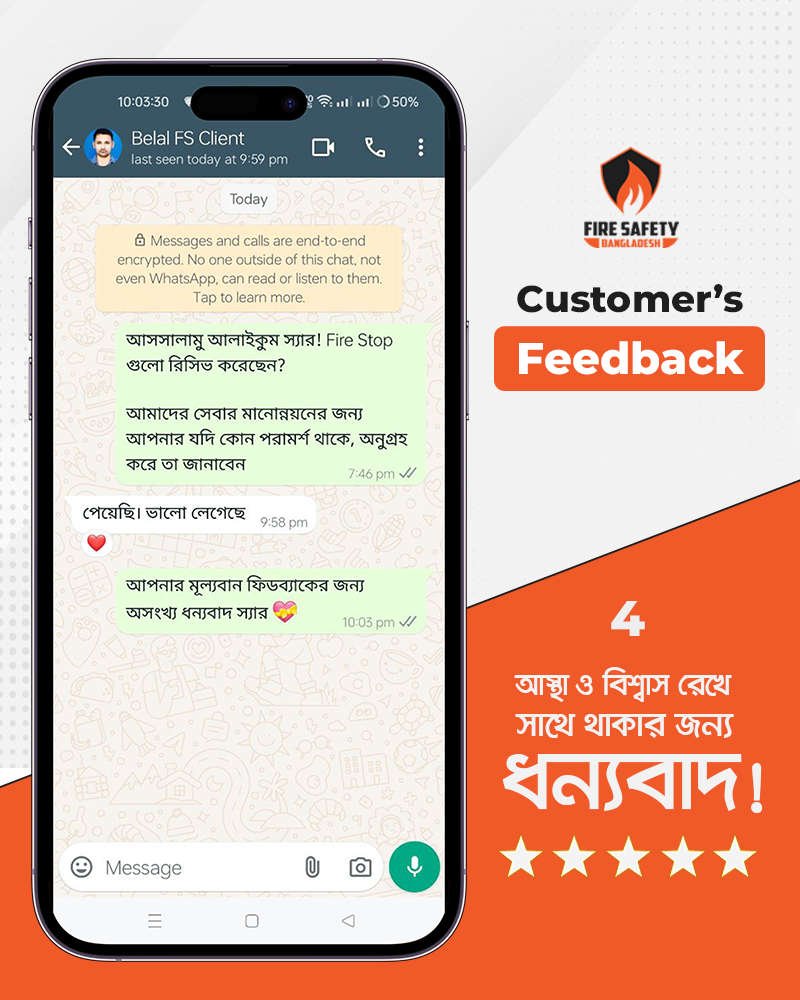 10:03:30
50%
Belal FS Client
last seen today at 9:59 pm
Today
Messages and calls are end-to-end
encrypted. No one outside of this chat, not
even WhatsApp, can read or listen to them.
Tap to learn more.
আসসালামু আলাইকুম স্যার! Fire Stop
গুলো রিসিভ করেছেন?
আমাদের সেবার মানোন্নয়নের জন্য
আপনার যদি কোন পরামর্শ থাকে, অনুগ্রহ
করে তা জানাবেন
7:46 pm
পেয়েছি। ভালো লেগেছে
9:58 pm
❤️
আপনার মূল্যবান ফিডব্যাকের জন্য
অসংখ্য ধন্যবাদ স্যার 💝
10:03 pm
Message
FIRE SAFETY
BANGLADESH
Customer’s
Feedback
4
আস্থা ও বিশ্বাস রেখে
সাথে থাকার জন্য
ধন্যবাদ!